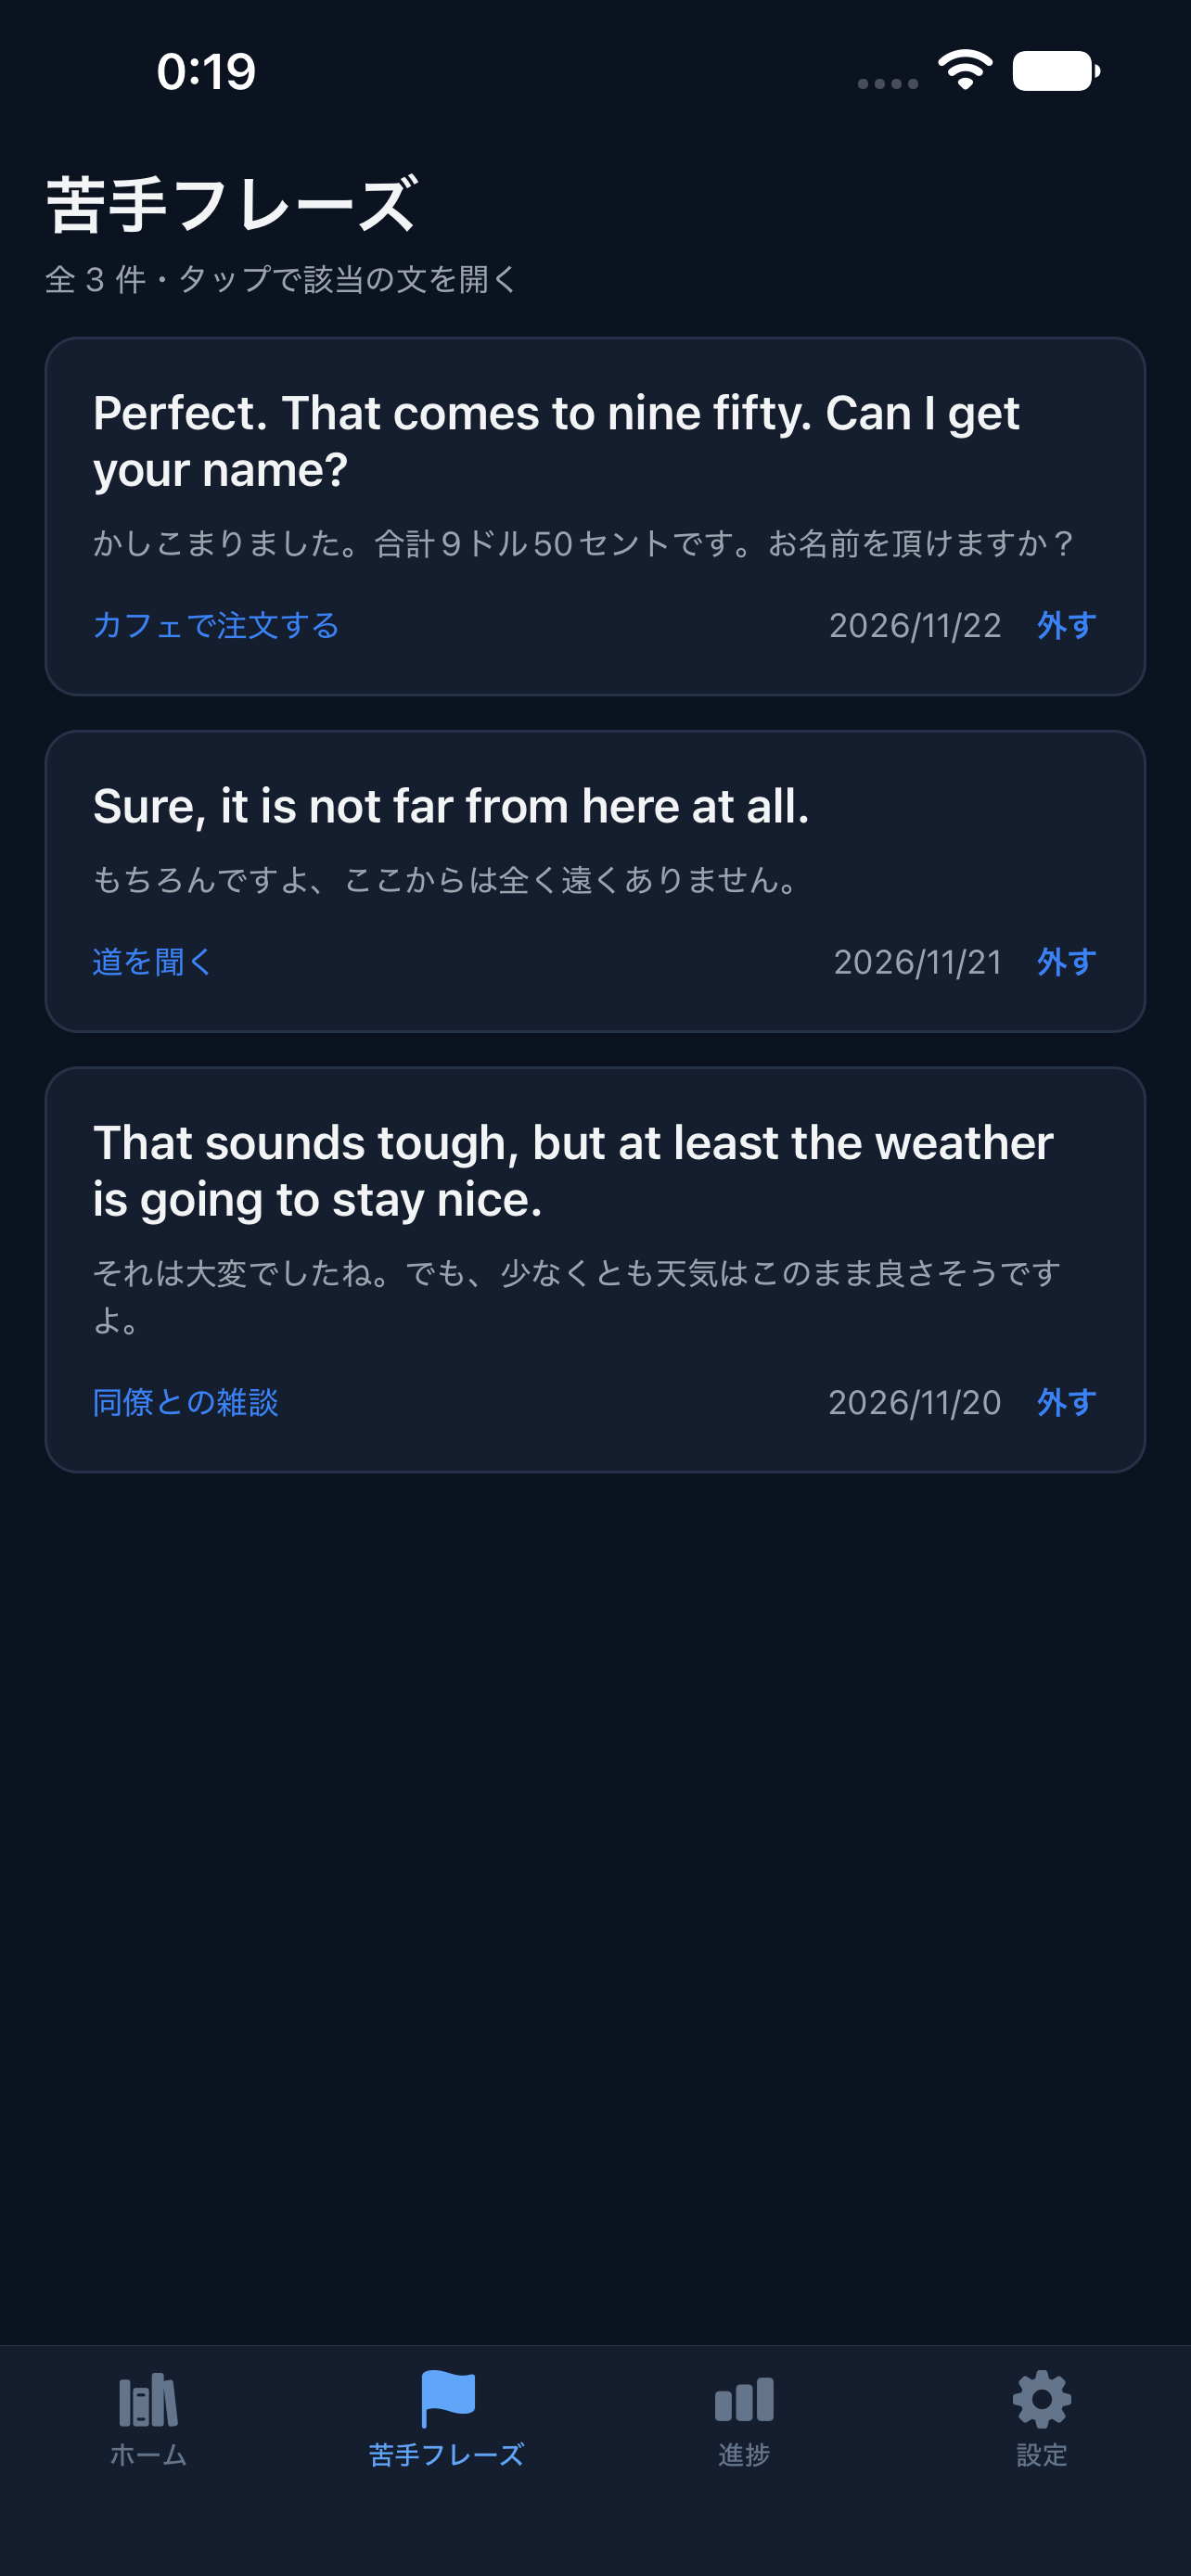 0:19
苦手フレーズ
全 3 件・タップで該当の文を開く
Perfect. That comes to nine fifty. Can I get
your name?
かしこまりました。合計9ドル50セントです。お名前を頂けますか？
カフェで注文する 2026/11/22 外す
Sure, it is not far from here at all.
もちろんですよ、ここからは全く遠くありません。
道を聞く 2026/11/21 外す
That sounds tough, but at least the weather
is going to stay nice.
それは大変でしたね。でも、少なくとも天気はこのまま良さそうです
よ。
同僚との雑談 2026/11/20 外す
ホーム 苦手フレーズ 進捗 設定